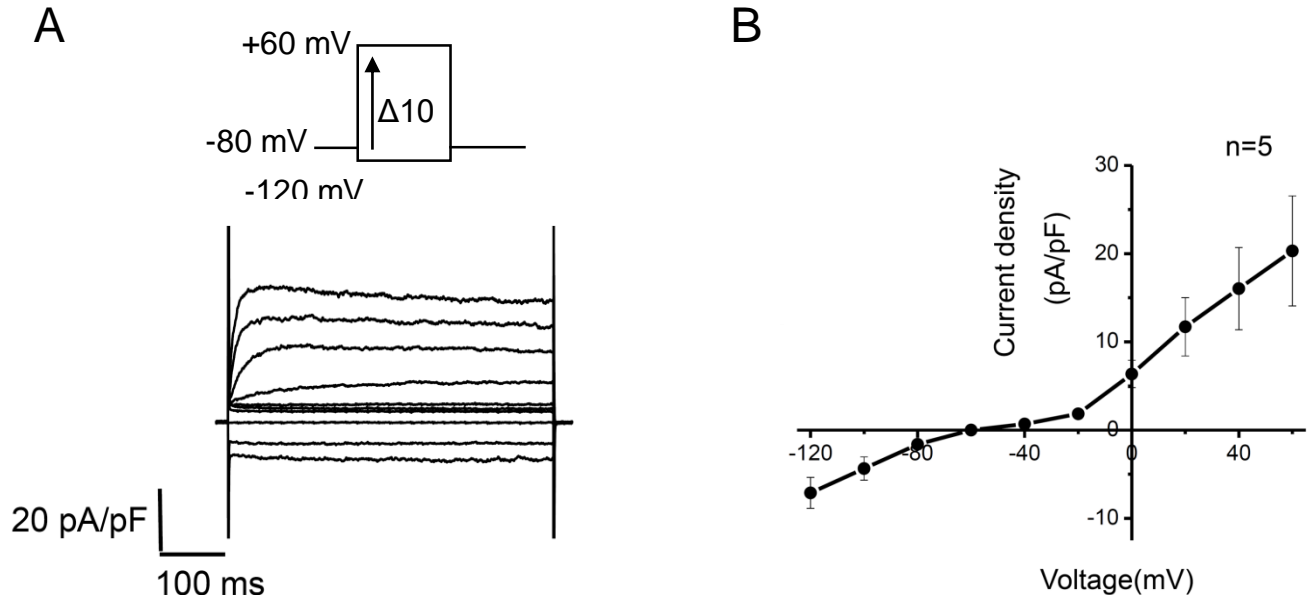 A
+60 mV
Δ10
-80 mV
-120 mV
20 pA/pF
100 ms
B
n=5
Current density
(pA/pF)
30
20
10
0
-10
-120
-80
-40
0
40
Voltage(mV)